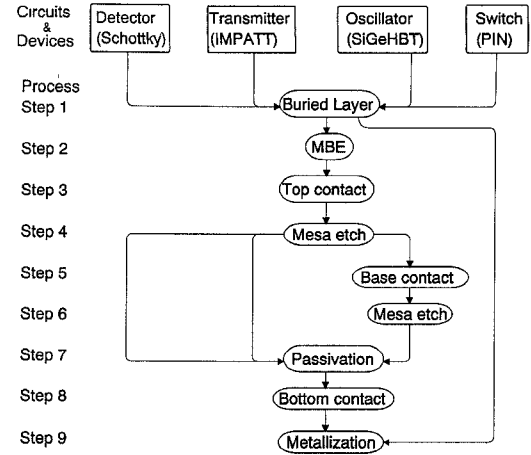 Circuits
&
Devices
Detector
(Schottky)
Transmitter
(IMPATT)
Oscillator
(SiGeHBT)
Switch
(PIN)
Process
Step 1
Buried Layer
Step 2
MBE
Step 3
Top contact
Step 4
Mesa etch
Step 5
Base contact
Step 6
Mesa etch
Step 7
Passivation
Step 8
Bottom contact
Step 9
Metallization